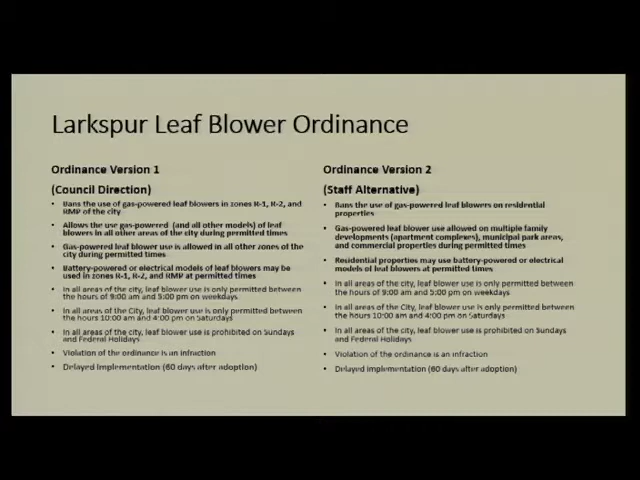 Larkspur Leaf Blower Ordinance
Ordinance Version 1
(Council Direction)
• Bans the use of gas-powered leaf blowers in zones R-1, R-2, and
RMP of the city
• Allows the use gas-powered (and all other models) of leaf
blowers in all other areas of the city during permitted times
• Gas-powered leaf blower use is allowed in all other zones of the
city during permitted times
• Battery-powered or electrical models of leaf blowers may be
used in zones R-1, R-2, and RMP at permitted times
• In all areas of the city, leaf blower use is only permitted between
the hours of 9:00 am and 5:00 pm on weekdays
• In all areas of the City, leaf blower use is only permitted between
the hours 10:00 am and 4:00 pm on Saturdays
• In all areas of the city, leaf blower use is prohibited on Sundays
and Federal Holidays
• Violation of the ordinance is an infraction
• Delayed implementation (60 days after adoption)
Ordinance Version 2
(Staff Alternative)
• Bans the use of gas-powered leaf blowers on residential
properties
• Gas-powered leaf blower use allowed on multiple family
developments (apartment complexes), municipal park areas,
and commercial properties during permitted times
• Residential properties may use battery-powered or electrical
models of leaf blowers at permitted times
• In all areas of the city, leaf blower use is only permitted between
the hours of 9:00 am and 5:00 pm on weekdays
• In all areas of the City, leaf blower use is only permitted between
the hours 10:00 am and 4:00 pm on Saturdays
• In all areas of the city, leaf blower use is prohibited on Sundays
and Federal Holidays
• Violation of the ordinance is an infraction
• Delayed implementation (60 days after adoption)